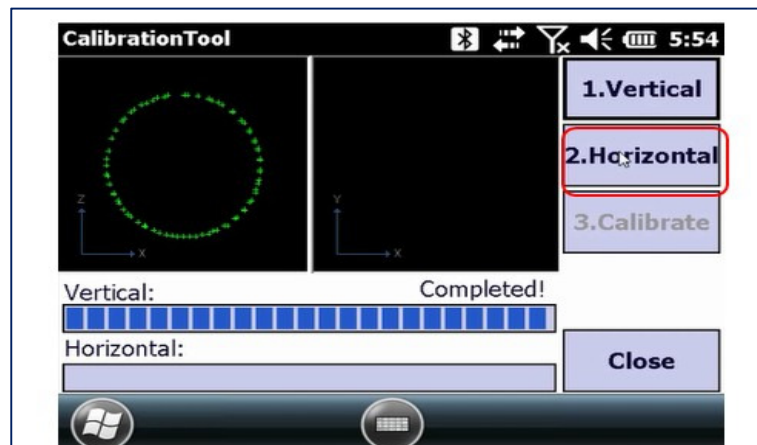 CalibrationTool 5:54
1.Vertical
2.Horizontal
3.Calibrate
Z
X
Y
X
Vertical: Completed!
Horizontal:
Close